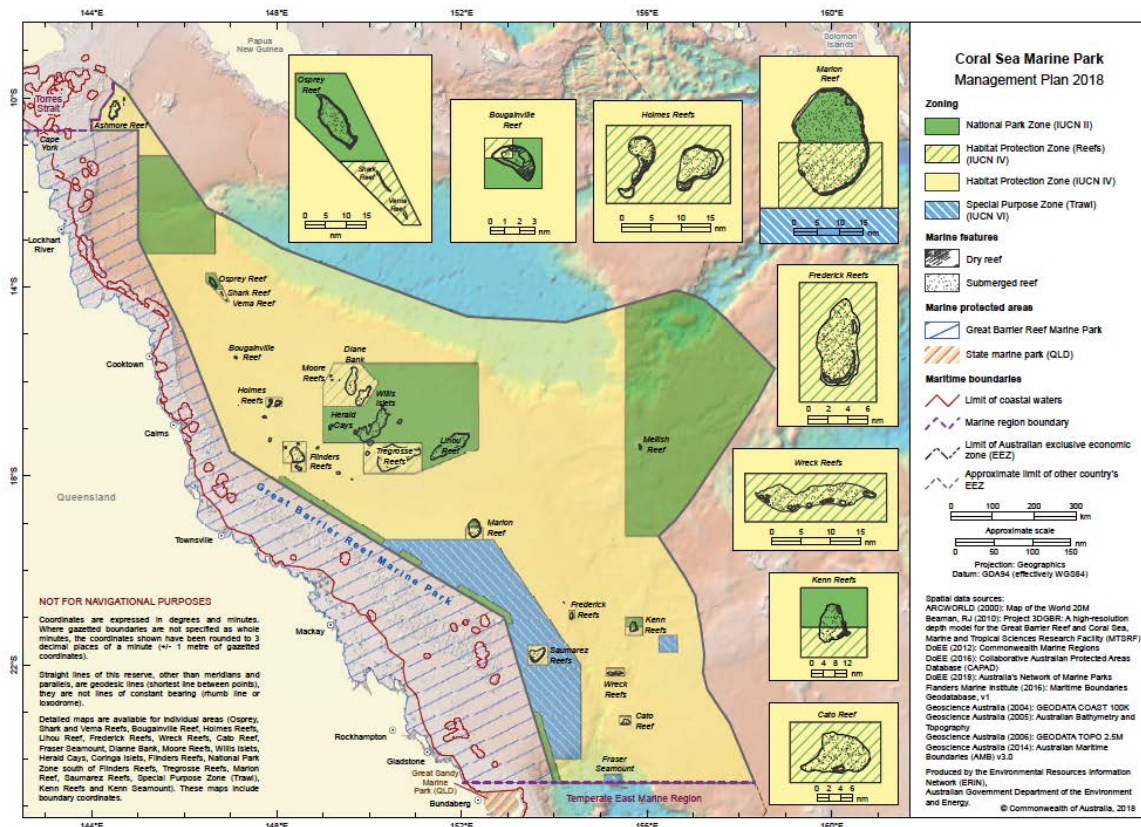 144°E
148°E
152°E
156°E
160°E
Papua
New Guinea
Solomon
Islands
10°S
14°S
18°S
22°S
Torres
Strait
Cape
York
Ashmore Reef
Lockhart
River
Cooktown
Cairns
Queensland
Townsville
Mackay
Rockhampton
Gladstone
Great Sandy
Marine
Park (QLD)
Bundaberg
Great Barrier Reef Marine Park
Temperate East Marine Region
Osprey Reef
Shark Reef
Vema Reef
Bougainville
Reef
Holmes
Reefs
Moore
Reefs
Diane
Bank
Willis
Islets
Herald
Cays
Flinders
Reefs
Tregrosse
Reefs
Lihou
Reef
Mellish
Reef
Marion
Reef
Frederick
Reefs
Kenn
Reefs
Saumarez
Reefs
Wreck
Reefs
Cato
Reef
Fraser
Seamount
Osprey
Reef
Shark
Reef
Vema
Reef
0 5 10 15
nm
Bougainville
Reef
0 1 2 3
nm
Holmes Reefs
0 5 10 15
nm
Marion
Reef
0 5 10 15
nm
Frederick Reefs
0 2 4 6
nm
Wreck Reefs
0 5 10 15
nm
Kenn Reefs
0 4 8 12
nm
Cato Reef
0 2 4 6
nm
NOT FOR NAVIGATIONAL PURPOSES
Coordinates are expressed in degrees and minutes.
Where gazetted boundaries are not specified as whole
minutes, the coordinates shown have been rounded to 3
decimal places of a minute (+/- 1 metre of gazetted
coordinates).
Straight lines of this reserve, other than meridians and
parallels, are geodesic lines (shortest line between points),
they are not lines of constant bearing (rhumb line or
loxodrome).
Detailed maps are available for individual areas (Osprey,
Shark and Vema Reefs, Bougainville Reef, Holmes Reefs,
Lihou Reef, Frederick Reefs, Wreck Reefs, Cato Reef,
Fraser Seamount, Dianne Bank, Moore Reefs, Willis Islets,
Herald Cays, Coringa Islets, Flinders Reefs, National Park
Zone south of Flinders Reefs, Tregrosse Reefs, Marion
Reef, Saumarez Reefs, Special Purpose Zone (Trawl),
Kenn Reefs and Kenn Seamount). These maps include
boundary coordinates.
144°E
148°E
152°E
156°E
160°E
Coral Sea Marine Park
Management Plan 2018
Zoning
National Park Zone (IUCN II)
Habitat Protection Zone (Reefs)
(IUCN IV)
Habitat Protection Zone (IUCN IV)
Special Purpose Zone (Trawl)
(IUCN VI)
Marine features
Dry reef
Submerged reef
Marine protected areas
Great Barrier Reef Marine Park
State marine park (QLD)
Maritime boundaries
Limit of coastal waters
Marine region boundary
Limit of Australian exclusive economic
zone (EEZ)
Approximate limit of other country's
EEZ
0 100 200 300
km
Approximate scale
0 50 100 150
nm
Projection: Geographics
Datum: GDA94 (effectively WGS84)
Spatial data sources:
ARCWORLD (2000): Map of the World 20M
Beaman, RJ (2010): Project 3DGBR: A high-resolution
depth model for the Great Barrier Reef and Coral Sea,
Marine and Tropical Sciences Research Facility (MTSRF)
DoEE (2012): Commonwealth Marine Regions
DoEE (2016): Collaborative Australian Protected Areas
Database (CAPAD)
DoEE (2018): Australia's Network of Marine Parks
Flanders Marine Institute (2016): Maritime Boundaries
Geodatabase, v1
Geoscience Australia (2004): GEODATA COAST 100K
Geoscience Australia (2005): Australian Bathymetry and
Topography
Geoscience Australia (2006): GEODATA TOPO 2.5M
Geoscience Australia (2014): Australian Maritime
Boundaries (AMB) v3.0
Produced by the Environmental Resources Information
Network (ERIN),
Australian Government Department of the Environment
and Energy.
© Commonwealth of Australia, 2018